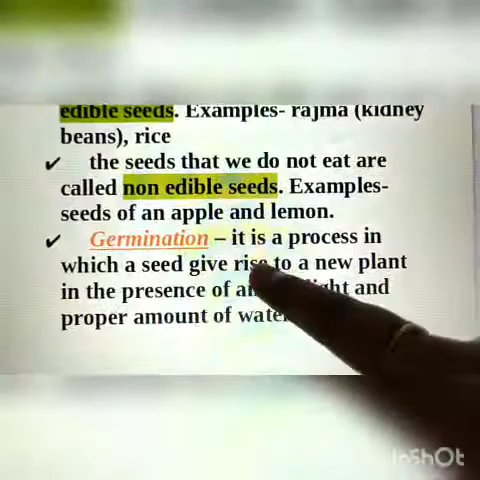 edible seeds. Examples- rajma (kidney
beans), rice
✓ the seeds that we do not eat are
called non edible seeds. Examples-
seeds of an apple and lemon.
✓ Germination – it is a process in
which a seed give rise to a new plant
in the presence of and
proper amount of water
InShOt